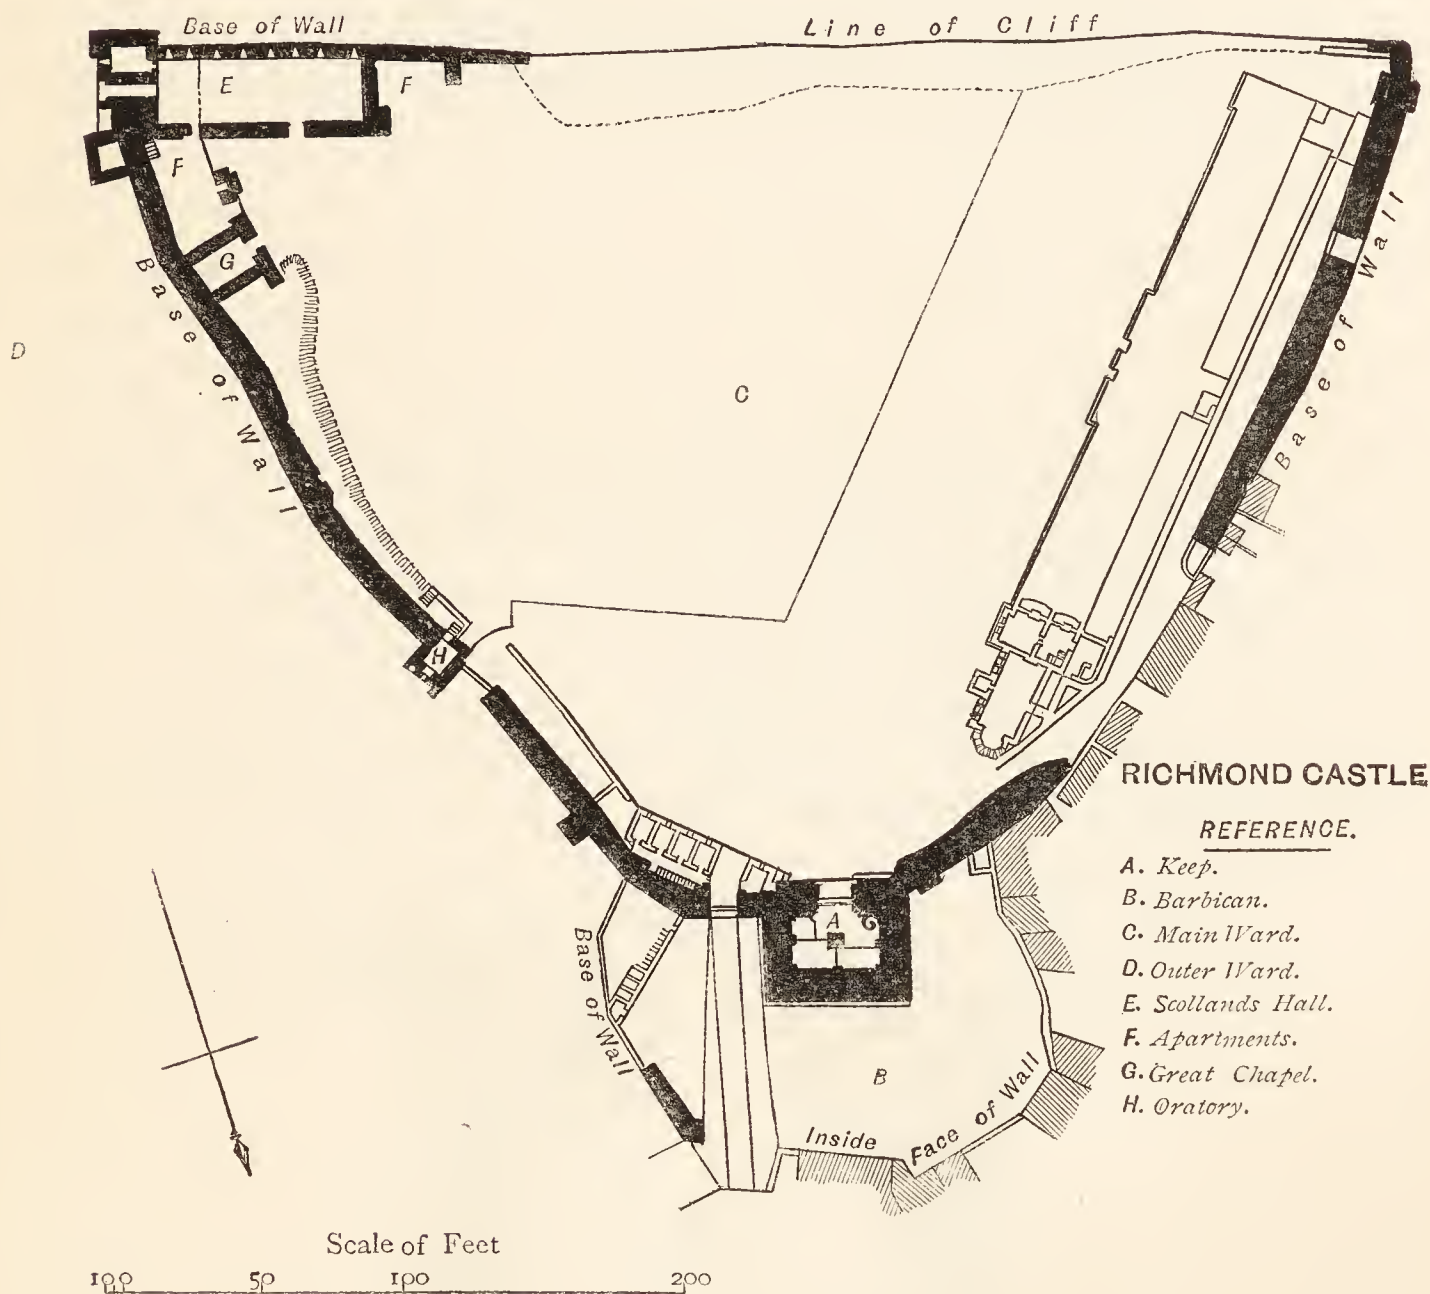 Base of Wall
Line of Cliff
E
F
F
G
Base of Wall
Base of Wall
D
C
H
RICHMOND CASTLE
REFERENCE.
A. Keep.
B. Barbican.
C. Main Ward.
D. Outer Ward.
E. Scollands Hall.
F. Apartments.
G. Great Chapel.
H. Oratory.
A
Base of Wall
B
Inside Face of Wall
Scale of Feet
100 50 100 200